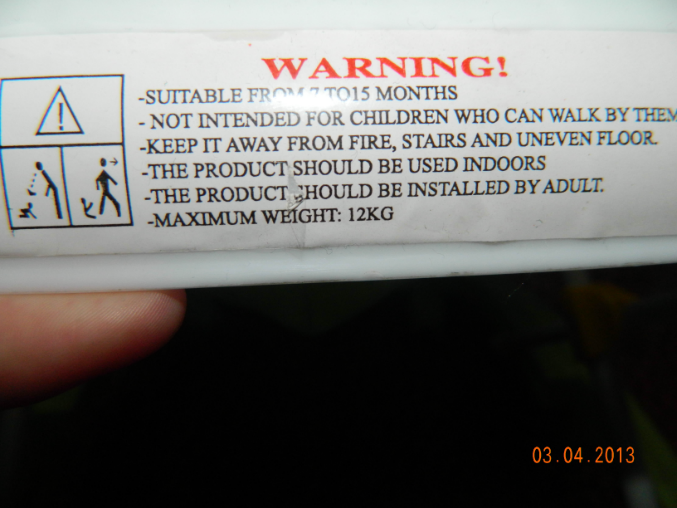 WARNING!
-SUITABLE FROM 7 TO15 MONTHS
- NOT INTENDED FOR CHILDREN WHO CAN WALK BY THEM
-KEEP IT AWAY FROM FIRE, STAIRS AND UNEVEN FLOOR.
-THE PRODUCT SHOULD BE USED INDOORS
-THE PRODUCT SHOULD BE INSTALLED BY ADULT.
-MAXIMUM WEIGHT: 12KG
03.04.2013